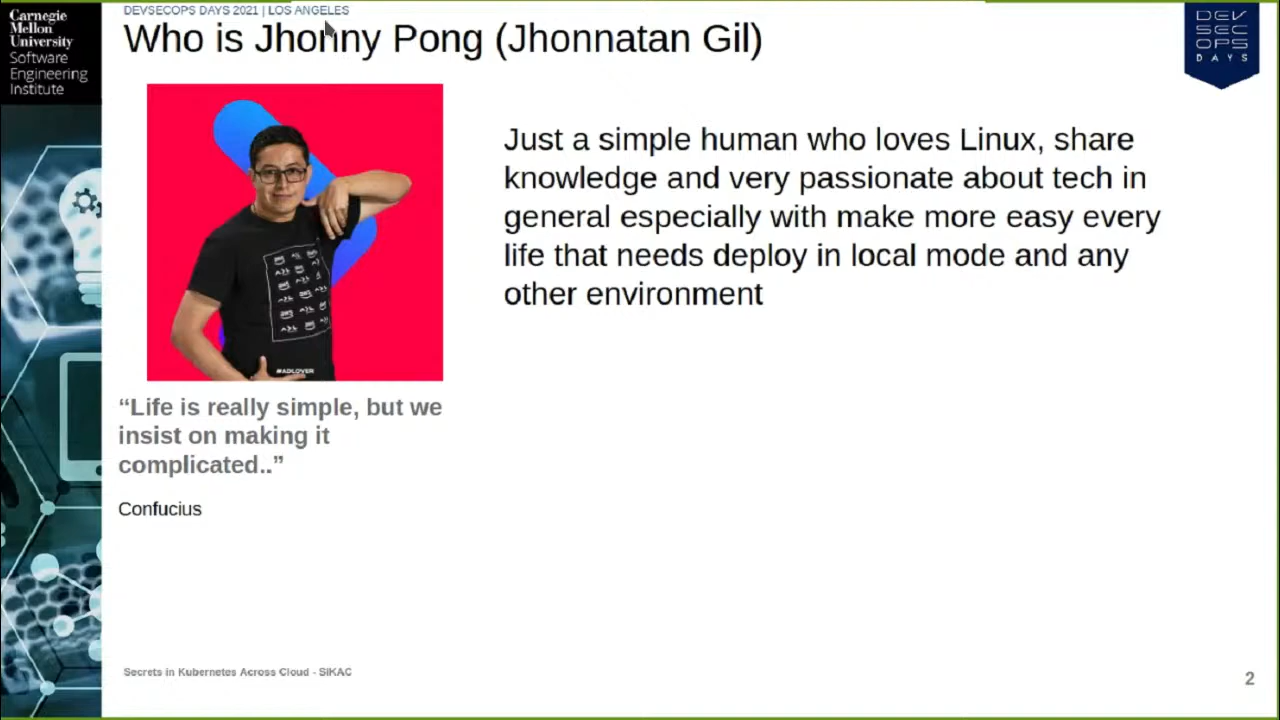 Carnegie
Mellon
University
Software
Engineering
Institute
DEVSECOPS DAYS 2021 | LOS ANGELES
Who is Jhonny Pong (Jhonnatan Gil)
DEV
SEC
OPS
DAYS
Just a simple human who loves Linux, share
knowledge and very passionate about tech in
general especially with make more easy every
life that needs deploy in local mode and any
other environment
#ADLOVER
“Life is really simple, but we
insist on making it
complicated..”
Confucius
Secrets in Kubernetes Across Cloud - SIKAC
2